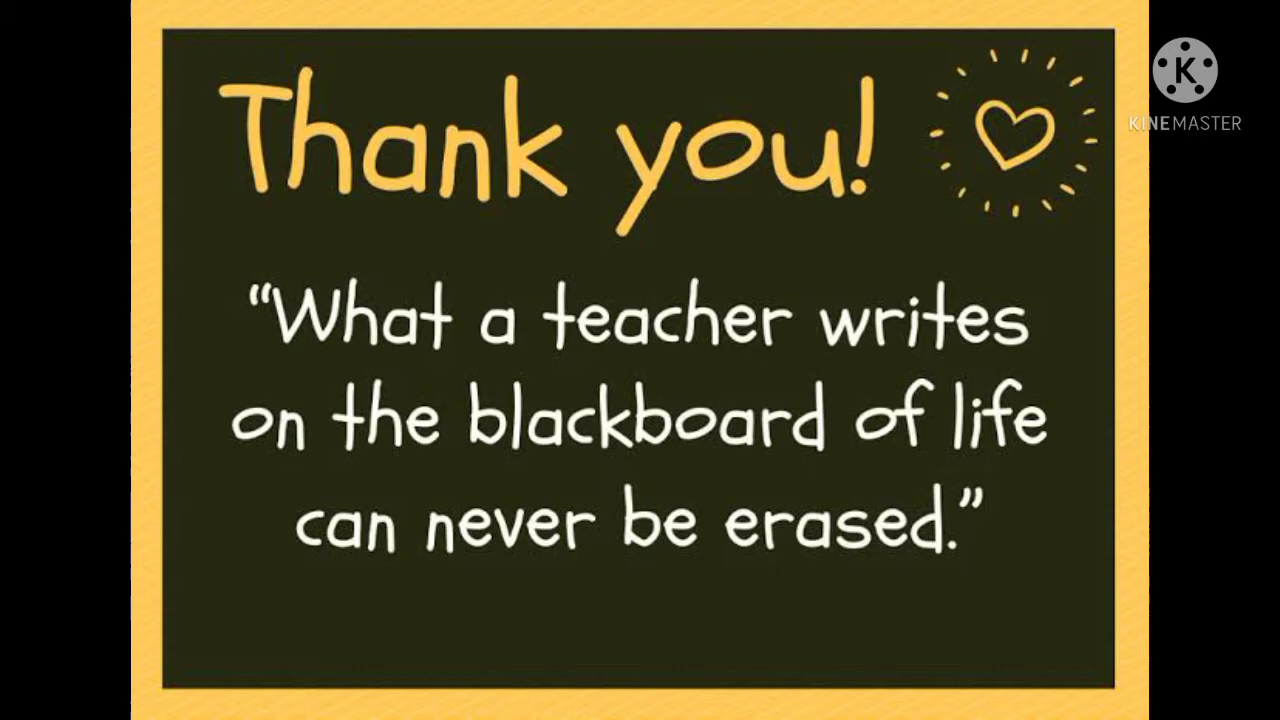 Thank you!
KINEMASTER
“What a teacher writes
on the blackboard of life
can never be erased.”